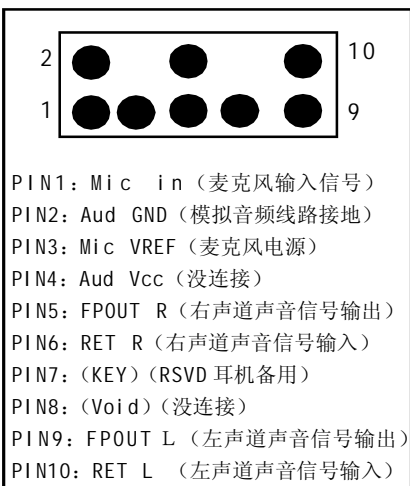 2 10
1 9
PIN1：Mic in（麦克风输入信号）
PIN2：Aud GND（模拟音频线路接地）
PIN3：Mic VREF（麦克风电源）
PIN4：Aud Vcc（没连接）
PIN5：FPOUT R（右声道声音信号输出）
PIN6：RET R（右声道声音信号输入）
PIN7：（KEY）（RSVD 耳机备用）
PIN8：（Void）（没连接）
PIN9：FPOUT L（左声道声音信号输出）
PIN10：RET L （左声道声音信号输入）